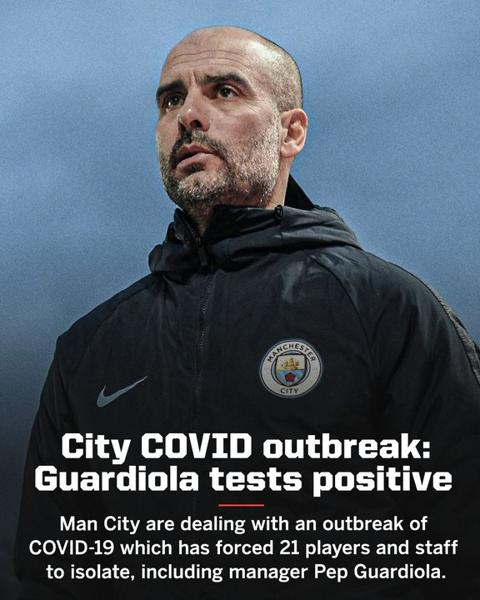 MANCHESTER
CITY
City COVID outbreak:
Guardiola tests positive
Man City are dealing with an outbreak of
COVID-19 which has forced 21 players and staff
to isolate, including manager Pep Guardiola.